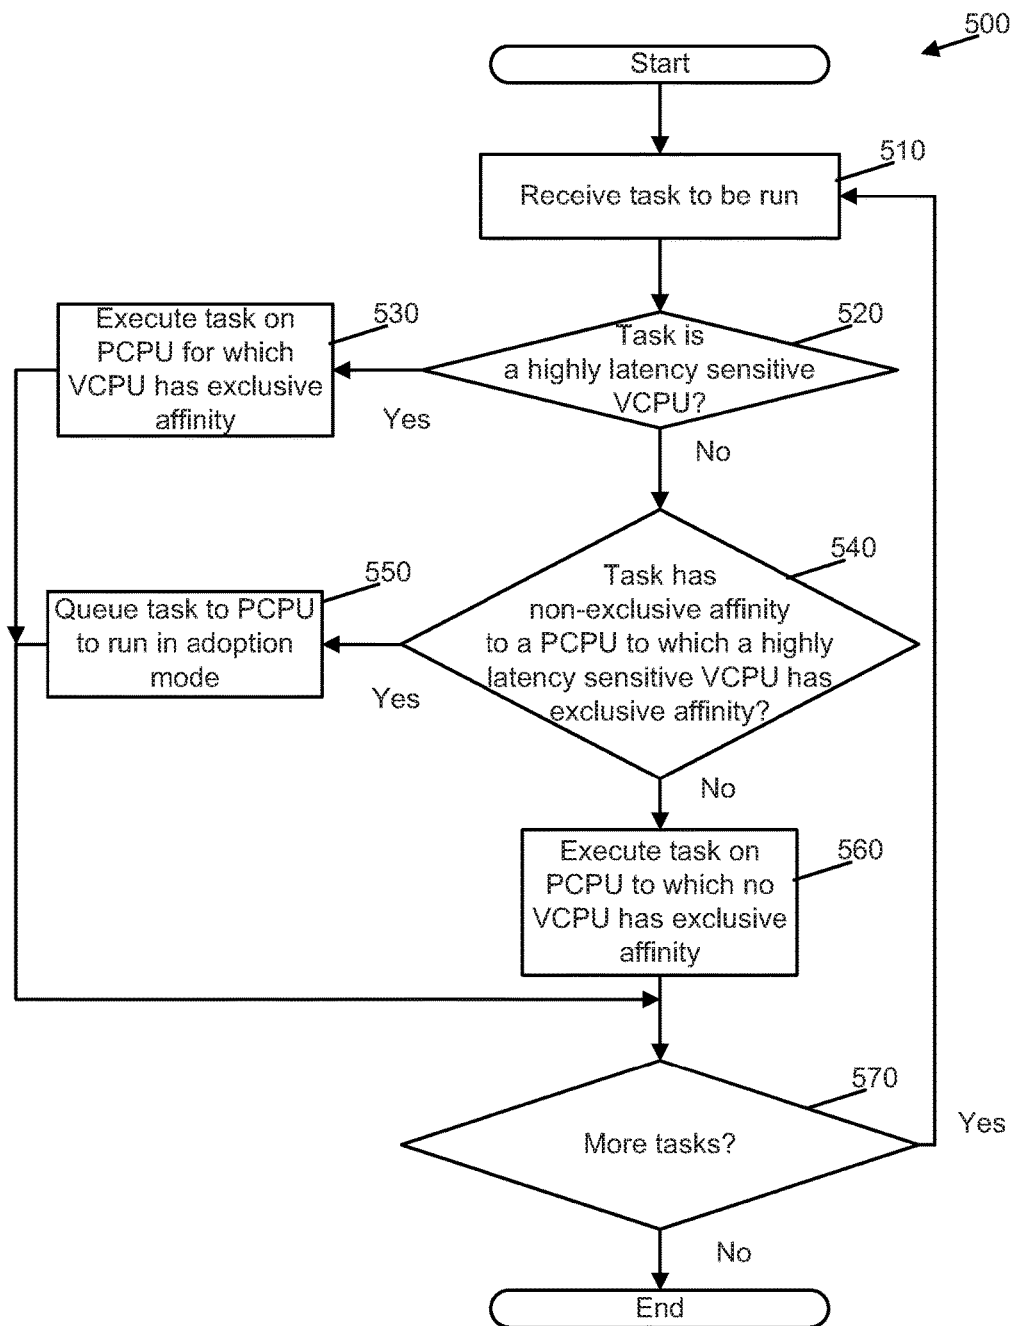 500
Start
510
Receive task to be run
530
Execute task on
PCPU for which
VCPU has exclusive
affinity
520
Task is
a highly latency sensitive
VCPU?
Yes
No
540
Task has
non-exclusive affinity
to a PCPU to which a highly
latency sensitive VCPU has
exclusive affinity?
550
Queue task to PCPU
to run in adoption
mode
Yes
No
560
Execute task on
PCPU to which no
VCPU has exclusive
affinity
570
More tasks?
Yes
No
End